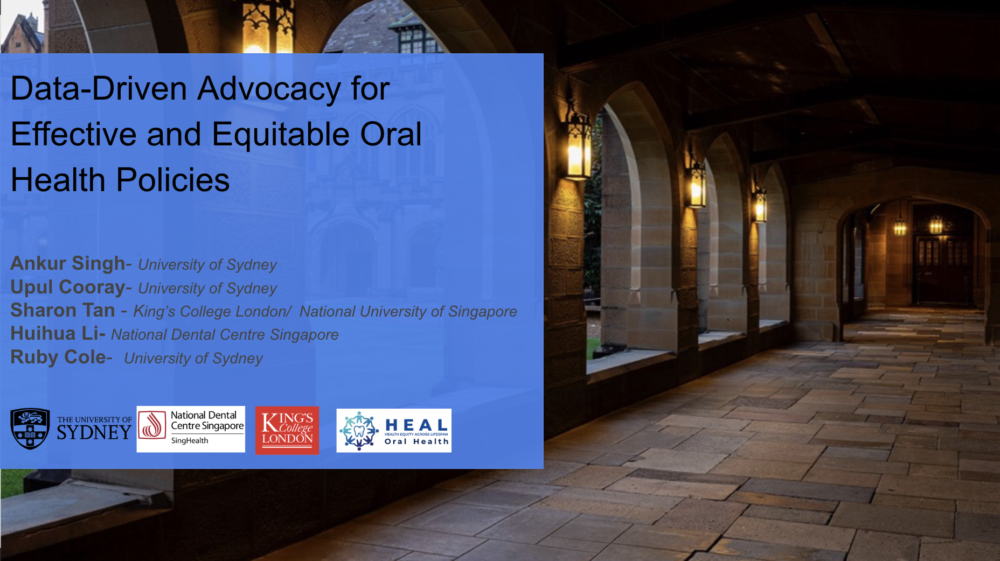 Data-Driven Advocacy for
Effective and Equitable Oral
Health Policies
Ankur Singh- University of Sydney
Upul Cooray- University of Sydney
Sharon Tan - King's College London/ National University of Singapore
Huihua Li- National Dental Centre Singapore
Ruby Cole- University of Sydney
THE UNIVERSITY OF
SYDNEY
National Dental
Centre Singapore
SingHealth
KING'S
College
LONDON
HEAL
HEALTH EQUITY ACROSS LIFESPAN
Oral Health